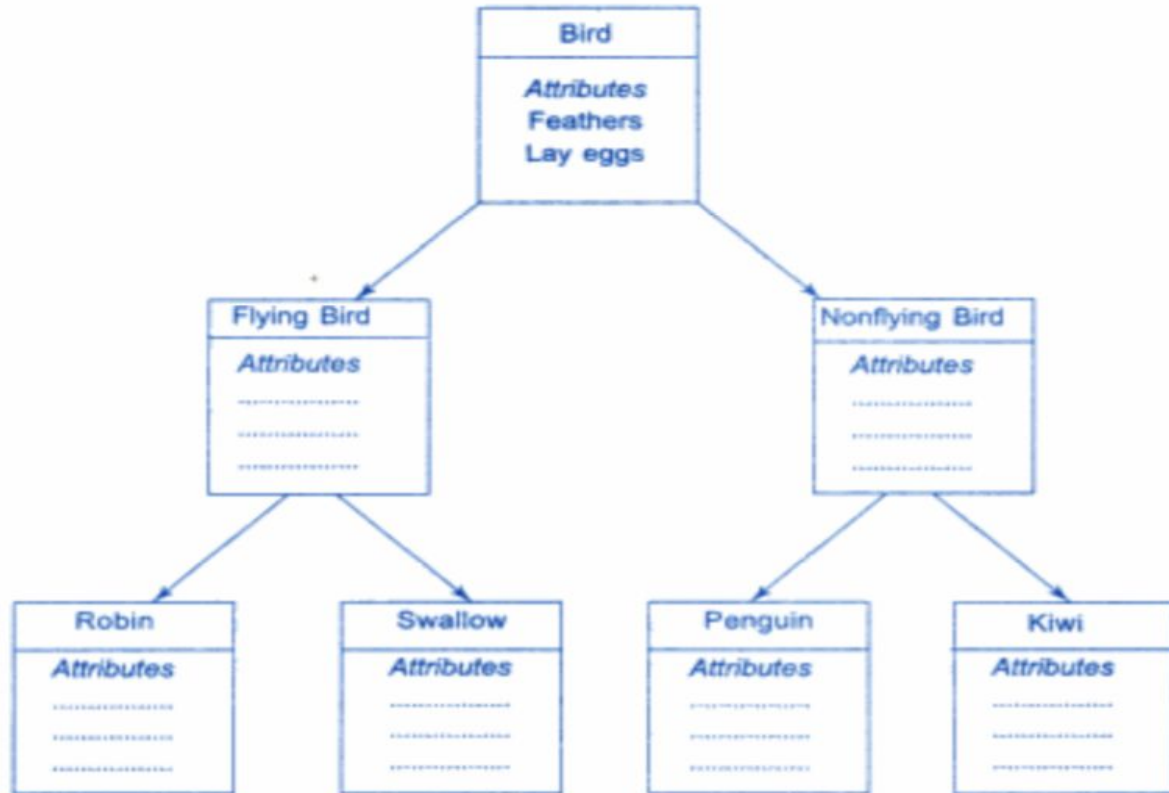 Bird
Attributes
Feathers
Lay eggs
Flying Bird
Attributes
Nonflying Bird
Attributes
Robin
Attributes
Swallow
Attributes
Penguin
Attributes
Kiwi
Attributes